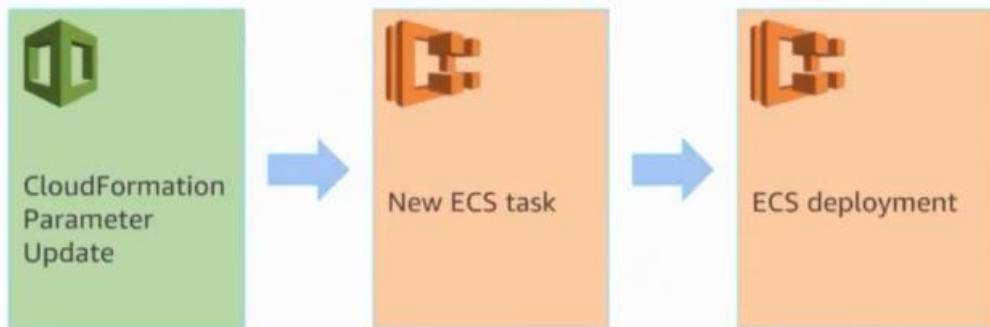 CloudFormation
Parameter
Update
New ECS task
ECS deployment